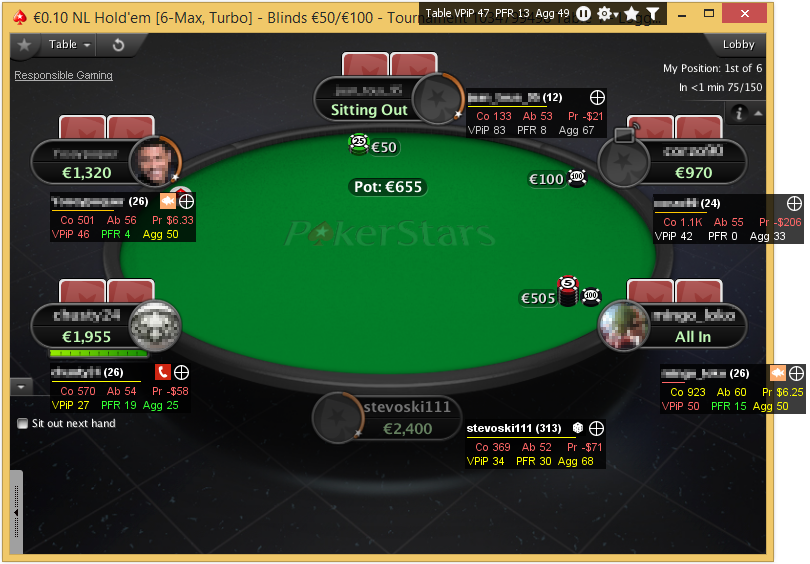 €0.10 NL Hold'em [6-Max, Turbo] - Blinds €50/€100 - Tournament
Table VPiP 47 PFR 13 Agg 49
Table
Lobby
Responsible Gaming
My Position: 1st of 6
In <1 min 75/150
Sitting Out
(12)
Co 133 Ab 53 Pr -$21
VPiP 83 PFR 8 Agg 67
€50
Pot: €655
€100
€1,320
(26)
Co 501 Ab 56 Pr $6.33
VPiP 46 PFR 4 Agg 50
€970
(24)
Co 1.1K Ab 55 Pr -$206
VPiP 42 PFR 0 Agg 33
PokerStars
€505
chusty24
€1,955
(26)
Co 570 Ab 54 Pr -$58
VPiP 27 PFR 19 Agg 25
mingo_loko
All In
(26)
Co 923 Ab 60 Pr $6.25
VPiP 50 PFR 15 Agg 50
Sit out next hand
stevoski111
€2,400
stevoski111 (313)
Co 369 Ab 52 Pr -$71
VPiP 34 PFR 30 Agg 68